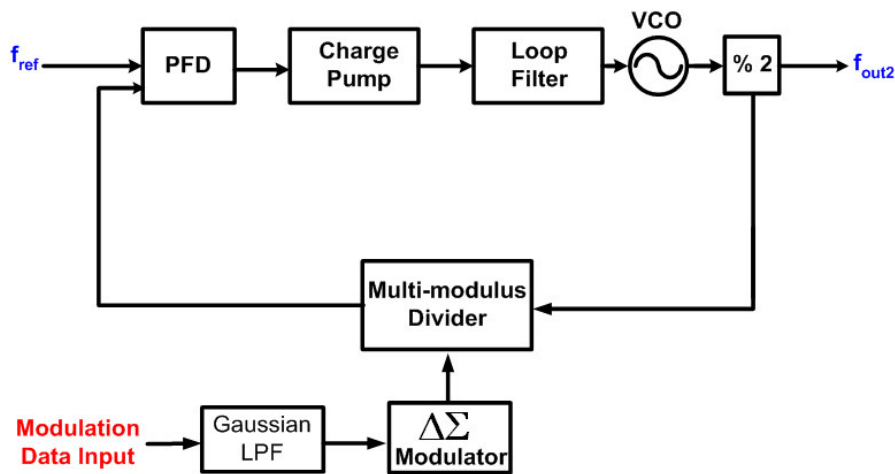 VCO
f_ref
PFD
Charge
Pump
Loop
Filter
% 2
f_out2
Multi-modulus
Divider
Modulation
Data Input
Gaussian
LPF
ΔΣ
Modulator